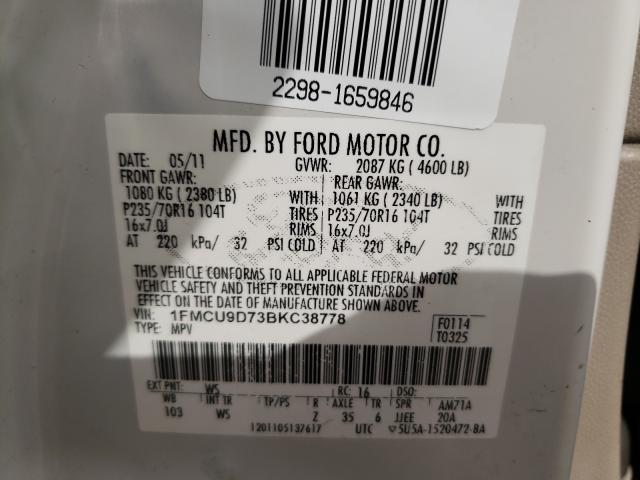 2298-1659846
MFD. BY FORD MOTOR CO.
DATE: 05/11 GVWR: 2087 KG ( 4600 LB)
FRONT GAWR: REAR GAWR:
1080 KG ( 2380 LB) WITH 1061 KG ( 2340 LB) WITH
P235/70R16 104T TIRES P235/70R16 104T TIRES
16x7.0J RIMS 16x7.0J RIMS
AT 220 kPa/ 32 PSI COLD AT 220 kPa/ 32 PSI COLD
THIS VEHICLE CONFORMS TO ALL APPLICABLE FEDERAL MOTOR
VEHICLE SAFETY AND THEFT PREVENTION STANDARDS IN
EFFECT ON THE DATE OF MANUFACTURE SHOWN ABOVE.
VIN: 1FMCU9D73BKC38778 F0114
TYPE: MPV T0325
EXT PNT: WS RC: 16 DSO:
WB INT TR TP/PS R AXLE TR SPR AM71A
103 WS Z 35 6 JJEE 20A
1201105137617 UTC 5U5A-1520472-BA